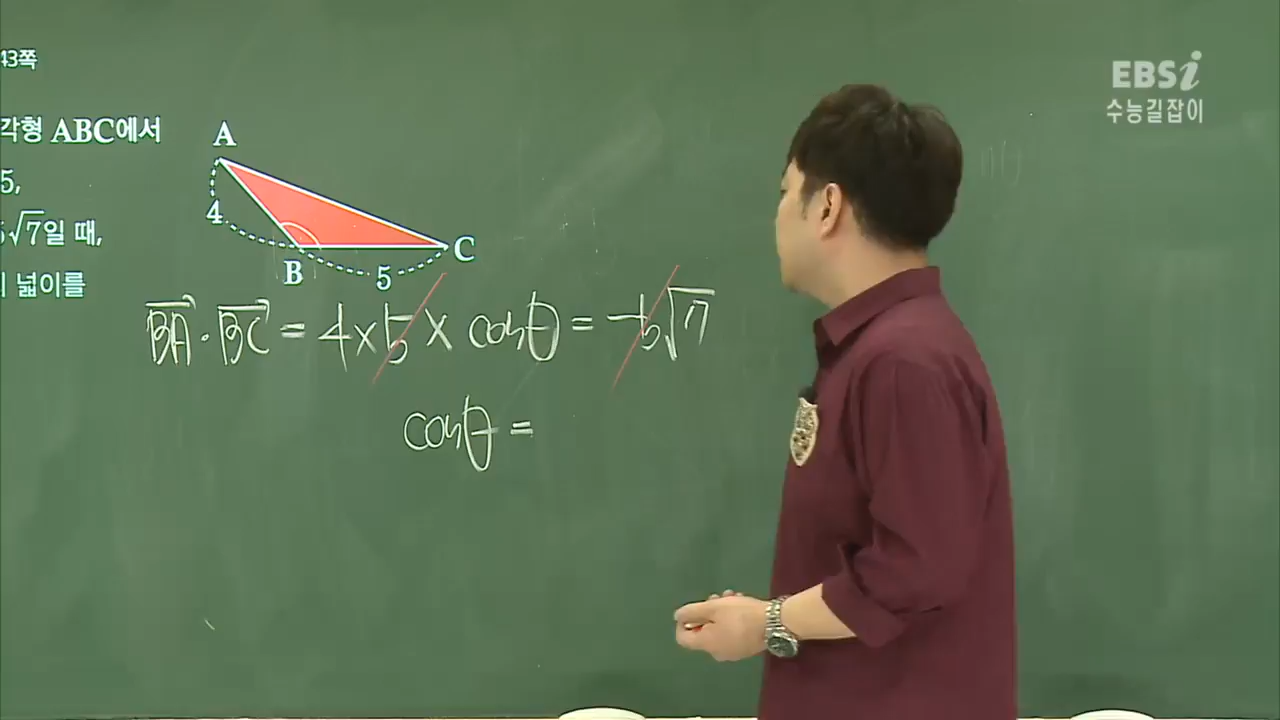 43쪽
EBSi
수능길잡이
각형 ABC에서
5,
5√7일 때,
넓이를
A
4
B
5
C
BA · BC = 4 × 5 × cosθ = -5√7
cosθ =